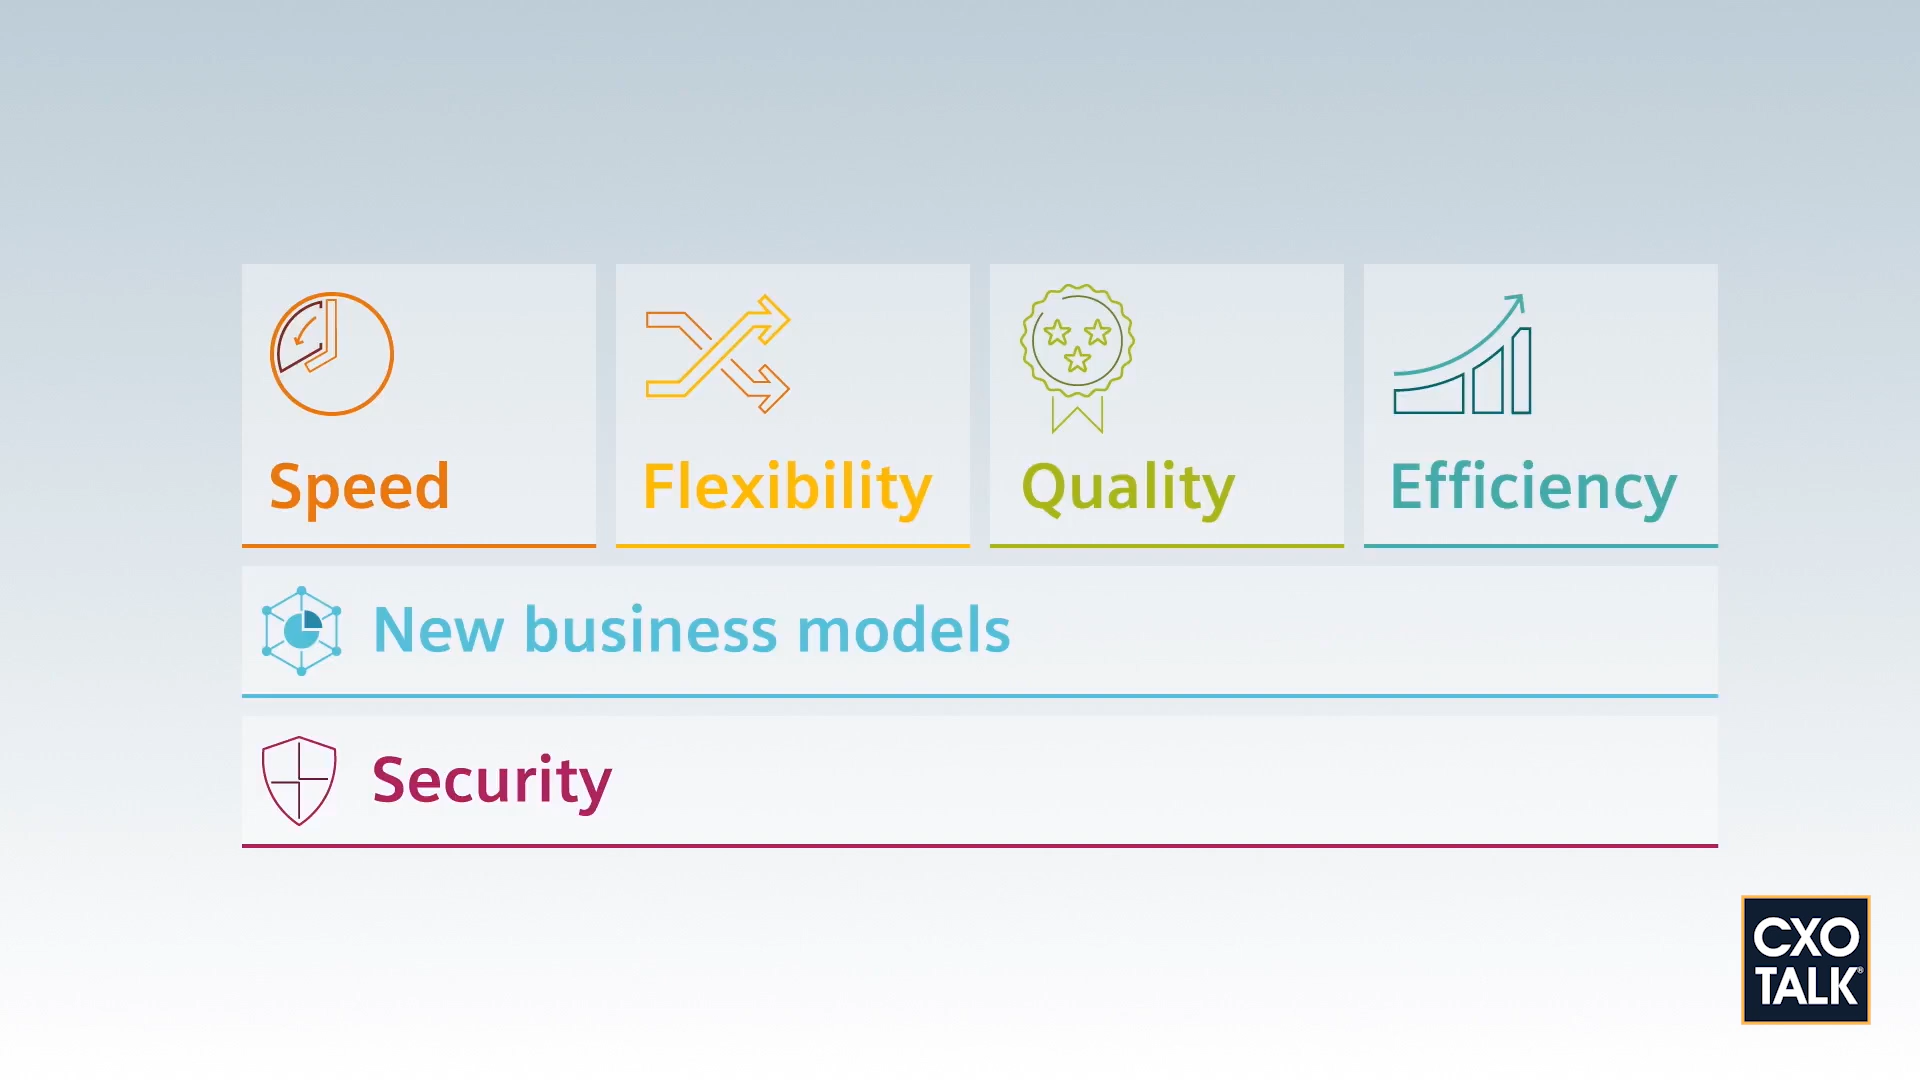 Speed
Flexibility
Quality
Efficiency
New business models
Security
CXO
TALK®